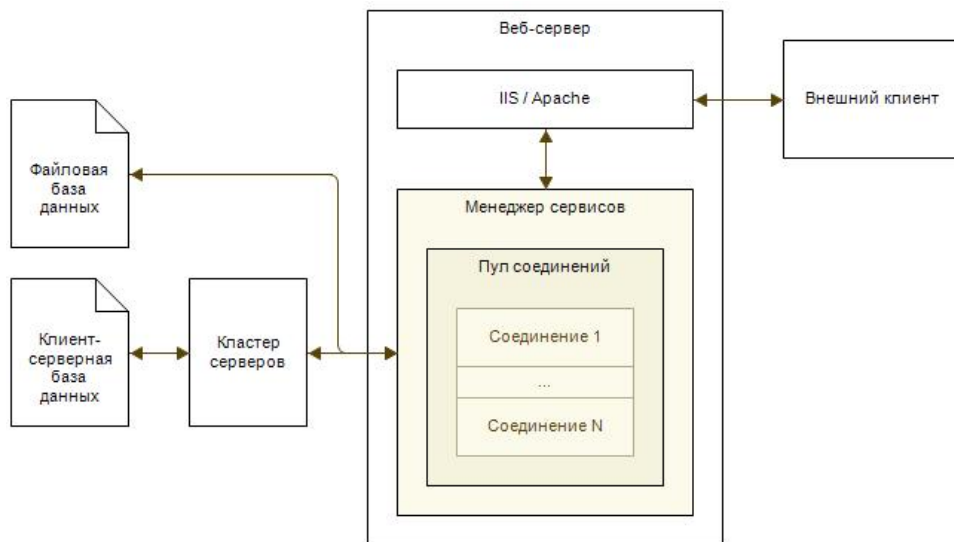 Веб-сервер
IIS / Apache
Внешний клиент
Файловая
база
данных
Менеджер сервисов
Пул соединений
Клиент-
серверная
база
данных
Кластер
серверов
Соединение 1
...
Соединение N